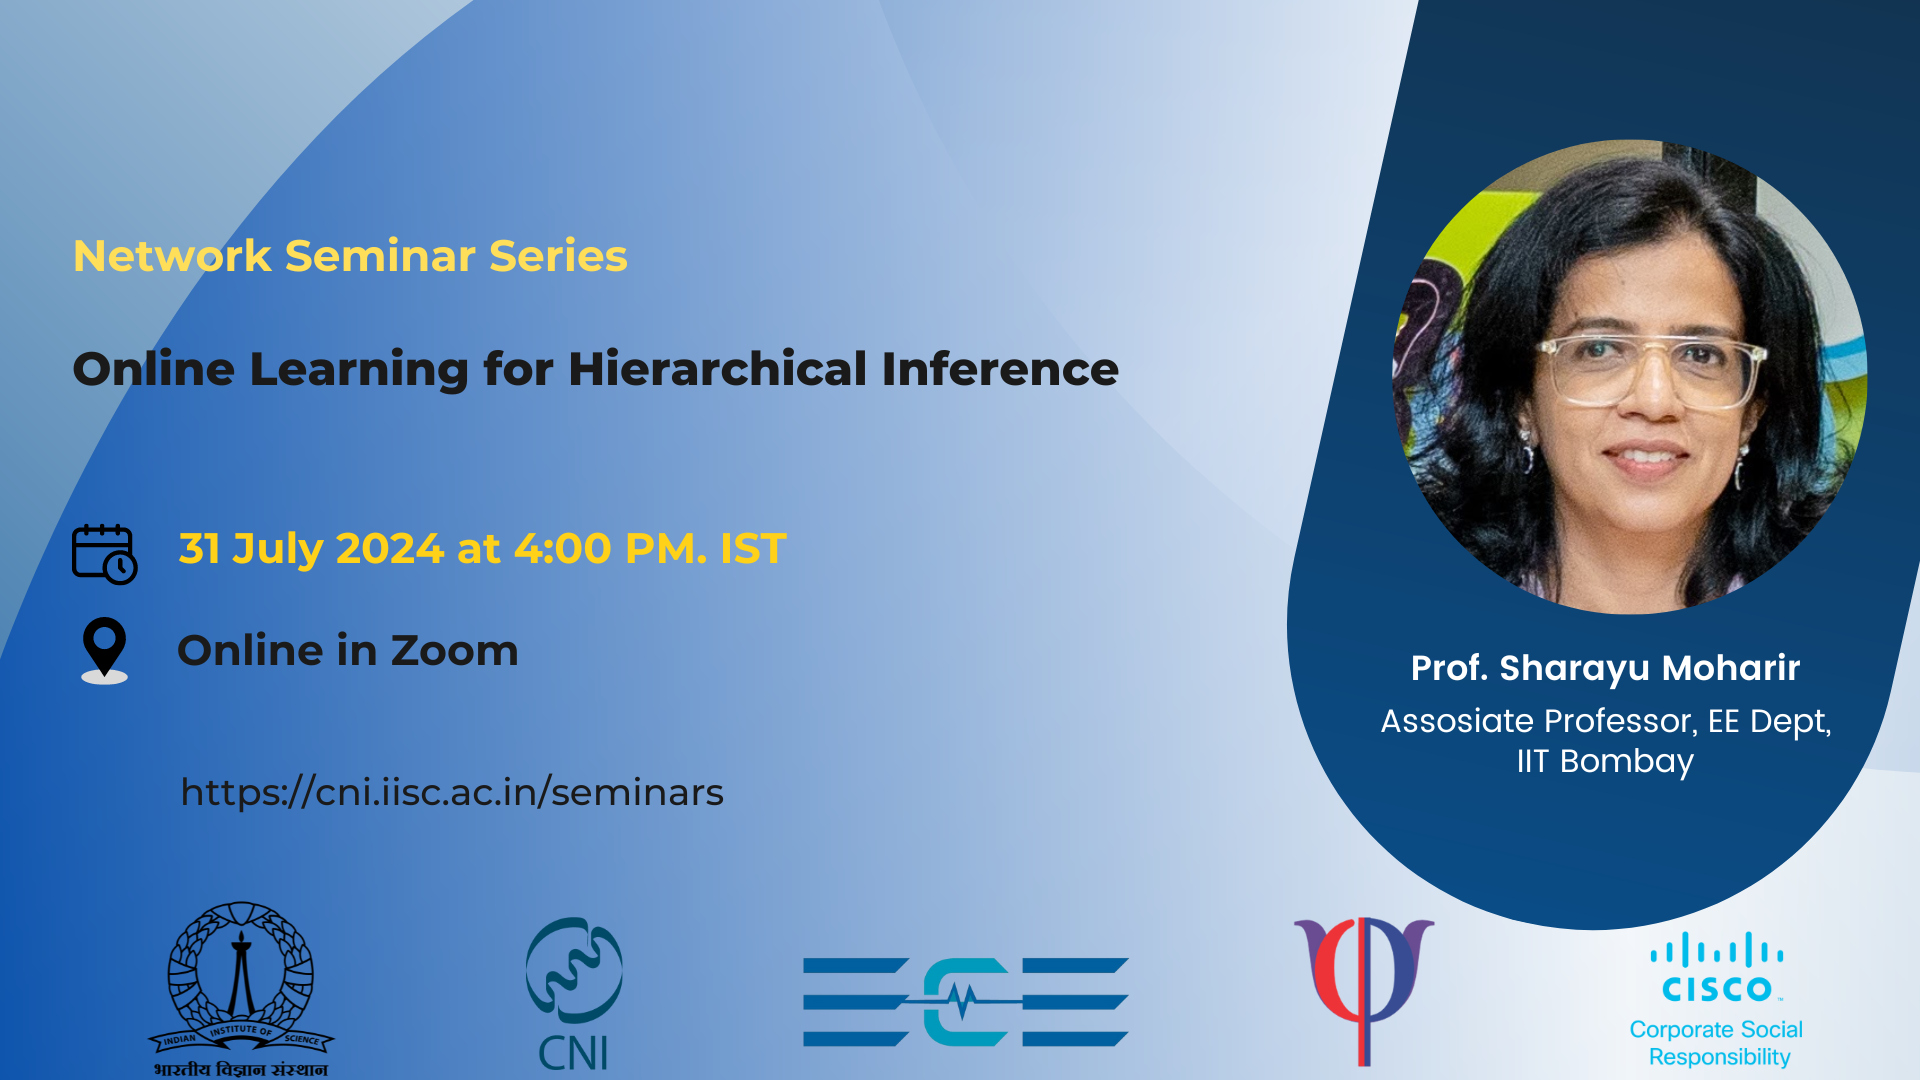 Network Seminar Series
Online Learning for Hierarchical Inference
31 July 2024 at 4:00 PM. IST
Online in Zoom
https://cni.iisc.ac.in/seminars
Prof. Sharayu Moharir
Assosiate Professor, EE Dept,
IIT Bombay
INDIAN INSTITUTE OF SCIENCE
भारतीय विज्ञान संस्थान
CNI
ECE
CISCO
Corporate Social
Responsibility